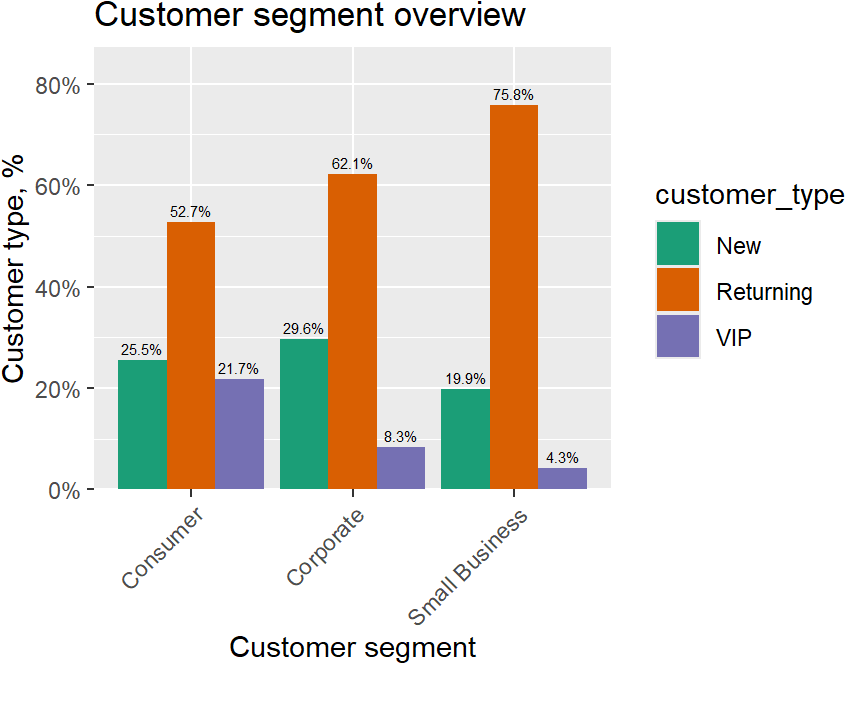 Customer segment overview
Customer type, %
80%
60%
40%
20%
0%
25.5%
52.7%
21.7%
29.6%
62.1%
8.3%
19.9%
75.8%
4.3%
Consumer
Corporate
Small Business
Customer segment
customer_type
New
Returning
VIP